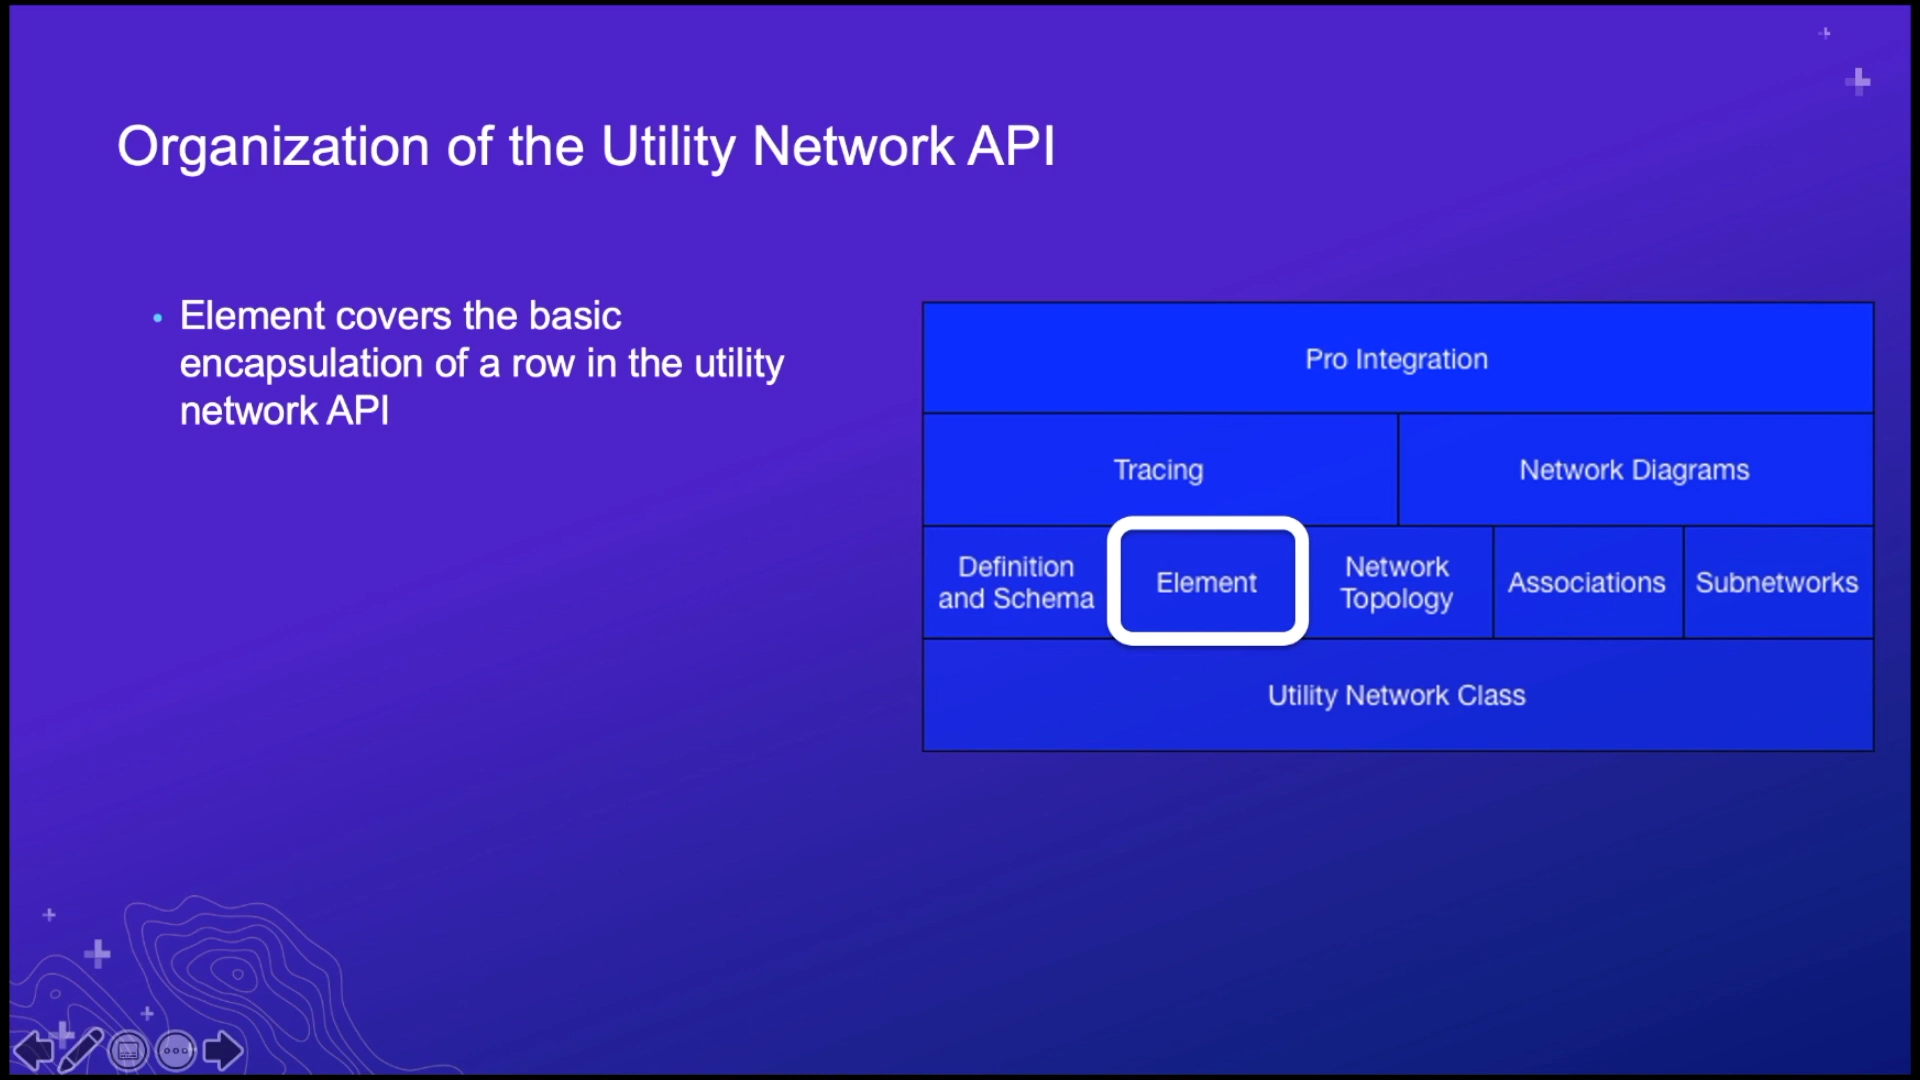 Organization of the Utility Network API
• Element covers the basic
encapsulation of a row in the utility
network API
Pro Integration
Tracing
Network Diagrams
Definition
and Schema
Element
Network
Topology
Associations
Subnetworks
Utility Network Class